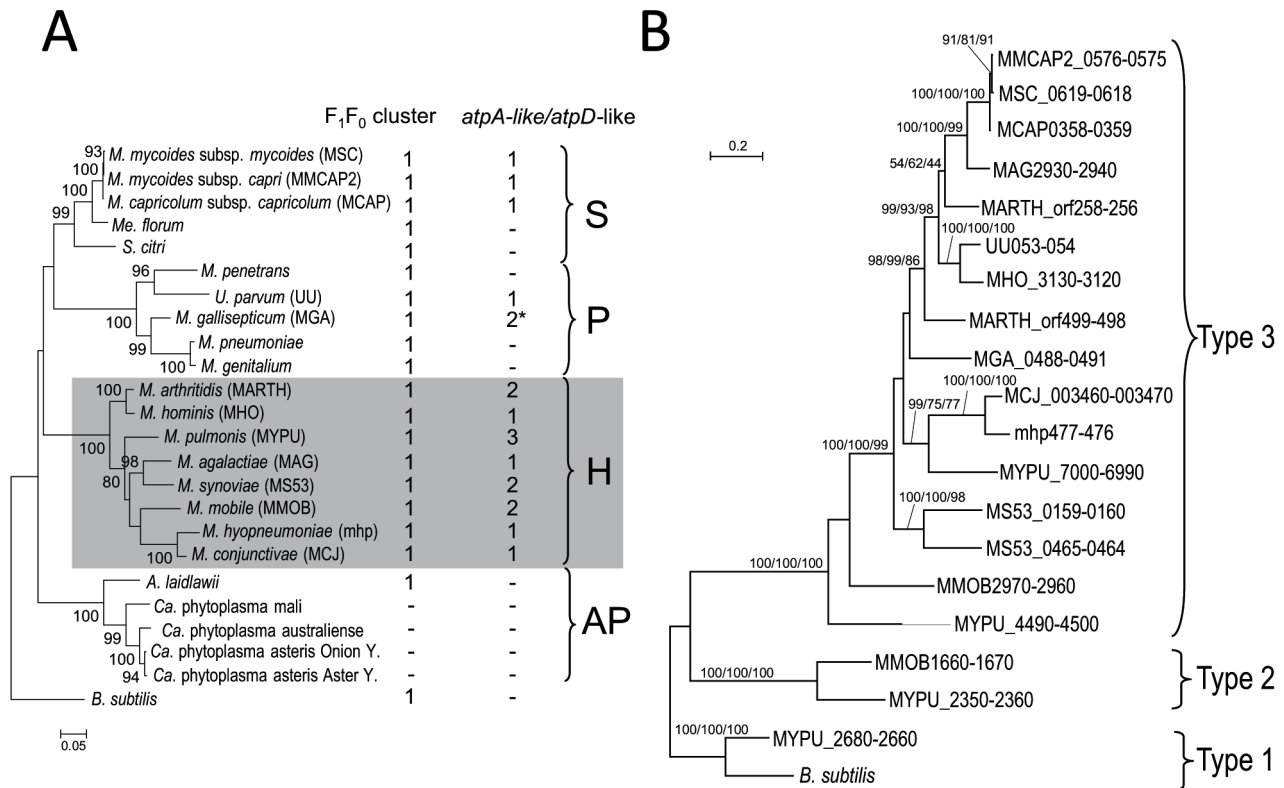 A
F1F0 cluster atpA-like/atpD-like
93 M. mycoides subsp. mycoides (MSC) 1 1
100 M. mycoides subsp. capri (MMCAP2) 1 1
100 M. capricolum subsp. capricolum (MCAP) 1 1
99 Me. florum 1 -
S. citri 1 -
S
96 M. penetrans 1 -
U. parvum (UU) 1 1
100 M. gallisepticum (MGA) 1 2*
99 M. pneumoniae 1 -
100 M. genitalium 1 -
P
100 M. arthritidis (MARTH) 1 2
M. hominis (MHO) 1 1
100 M. pulmonis (MYPU) 1 3
98 M. agalactiae (MAG) 1 1
80 M. synoviae (MS53) 1 2
M. mobile (MMOB) 1 2
M. hyopneumoniae (mhp) 1 1
100 M. conjunctivae (MCJ) 1 1
H
A. laidlawii 1 -
100 Ca. phytoplasma mali - -
99 Ca. phytoplasma australiense - -
100 Ca. phytoplasma asteris Onion Y. - -
94 Ca. phytoplasma asteris Aster Y. - -
AP
B. subtilis 1 -
0.05
B
0.2
91/81/91
MMCAP2_0576-0575
100/100/100 MSC_0619-0618
MCAP0358-0359
100/100/99
54/62/44 MAG2930-2940
99/93/98 MARTH_orf258-256
100/100/100
UU053-054
98/99/86 MHO_3130-3120
MARTH_orf499-498
MGA_0488-0491
100/100/100
MCJ_003460-003470
99/75/77
mhp477-476
100/100/99
MYPU_7000-6990
100/100/98
MS53_0159-0160
MS53_0465-0464
100/100/100
MMOB2970-2960
MYPU_4490-4500
Type 3
100/100/100 MMOB1660-1670
MYPU_2350-2360
Type 2
100/100/100
MYPU_2680-2660
B. subtilis
Type 1